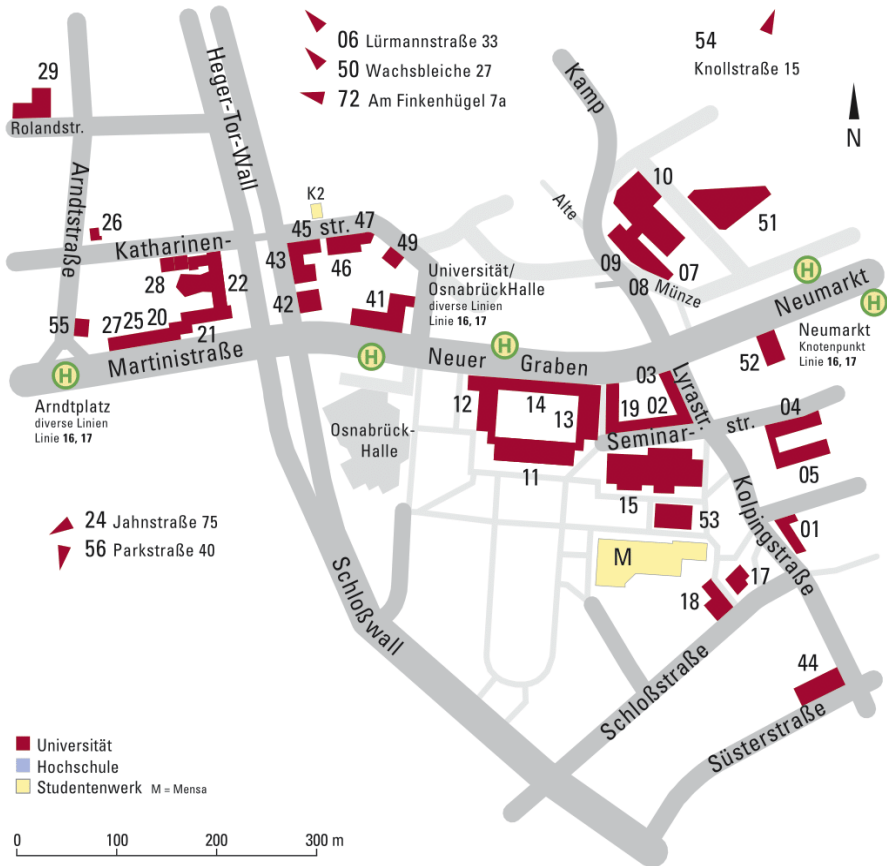 06 Lürmannstraße 33
50 Wachsbleiche 27
72 Am Finkenhügel 7a
54
Knollstraße 15
N
29
Rolandstr.
Heger-Tor-Wall
Kamp
Arndtstraße
K2
10
51
Alte
26
Katharinen-
45 str. 47
49
43
46
09
07
08
Münze
28
22
42
41
Universität/
OsnabrückHalle
diverse Linien
Linie 16, 17
H
Neumarkt
H
Neumarkt
Knotenpunkt
Linie 16, 17
55
27 25 20
21
Martinistraße
H
Neuer
H
Graben
52
H
Arndtplatz
diverse Linien
Linie 16, 17
Osnabrück-
Halle
12
14
13
11
03
19 02
Lyrastr.
Seminar-
str.
04
05
15
53
Kolpingstraße
01
24 Jahnstraße 75
56 Parkstraße 40
M
17
18
Schloßwall
Schloßstraße
44
Süsterstraße
Universität
Hochschule
Studentenwerk M = Mensa
0 100 200 300 m